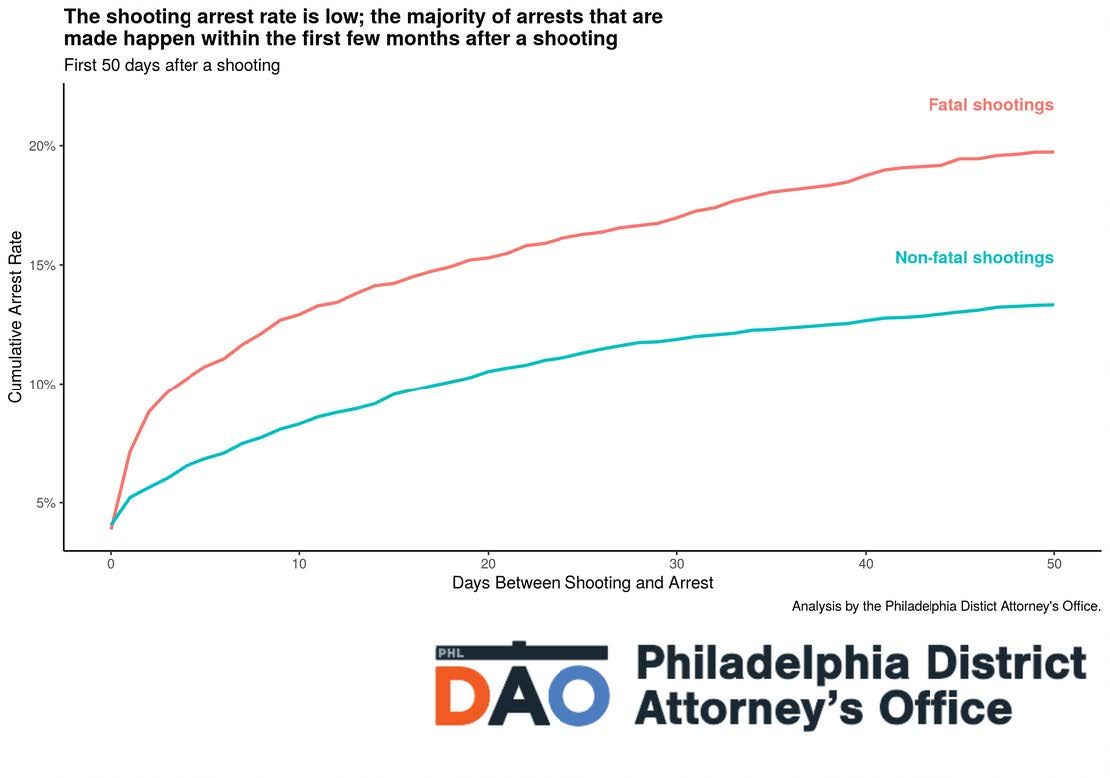 The shooting arrest rate is low; the majority of arrests that are
made happen within the first few months after a shooting
First 50 days after a shooting
Fatal shootings
Non-fatal shootings
Cumulative Arrest Rate
20%
15%
10%
5%
0 10 20 30 40 50
Days Between Shooting and Arrest
Analysis by the Philadelphia Distict Attorney's Office.
PHL
DAO
Philadelphia District
Attorney’s Office